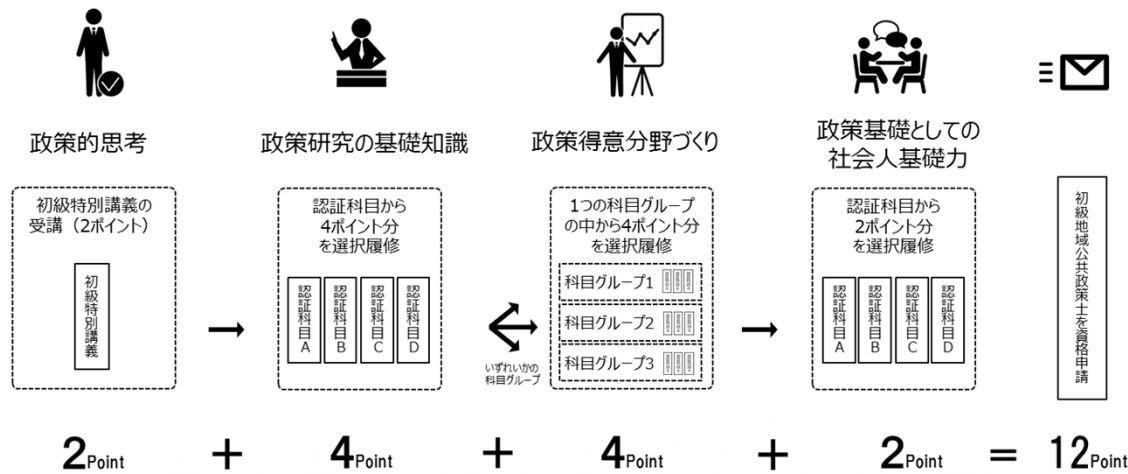 政策的思考
初級特別講義の
受講（2ポイント）
初級特別講義
政策研究の基礎知識
認証科目から
4ポイント分
を選択履修
認証科目A
認証科目B
認証科目C
認証科目D
いずれいかの
科目グループ
政策得意分野づくり
1つの科目グループ
の中から4ポイント分
を選択履修
科目グループ1
科目グループ2
科目グループ3
政策基礎としての
社会人基礎力
認証科目から
2ポイント分
を選択履修
認証科目A
認証科目B
認証科目C
認証科目D
初級地域公共政策士を資格申請
2Point + 4Point + 4Point + 2Point = 12Point